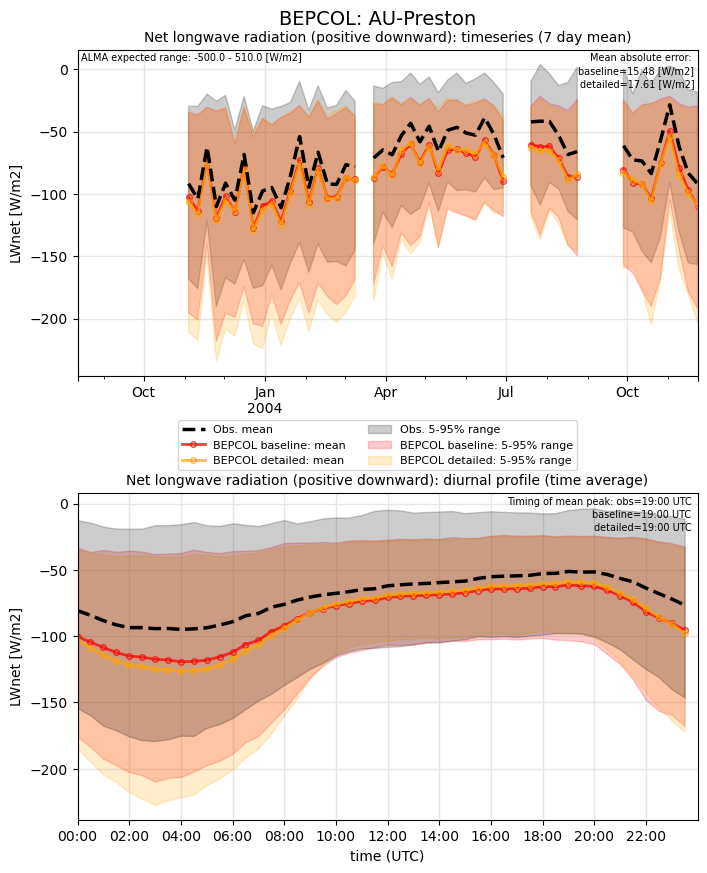 BEPCOL: AU-Preston
Net longwave radiation (positive downward): timeseries (7 day mean)
ALMA expected range: -500.0 - 510.0 [W/m2]
Mean absolute error:
baseline=15.48 [W/m2]
detailed=17.61 [W/m2]
0
−50
−100
−150
−200
LWnet [W/m2]
Oct
Jan
2004
Apr
Jul
Oct
Obs. mean
BEPCOL baseline: mean
BEPCOL detailed: mean
Obs. 5-95% range
BEPCOL baseline: 5-95% range
BEPCOL detailed: 5-95% range
Net longwave radiation (positive downward): diurnal profile (time average)
Timing of mean peak: obs=19:00 UTC
baseline=19:00 UTC
detailed=19:00 UTC
0
−50
−100
−150
−200
LWnet [W/m2]
00:00
02:00
04:00
06:00
08:00
10:00
12:00
14:00
16:00
18:00
20:00
22:00
time (UTC)